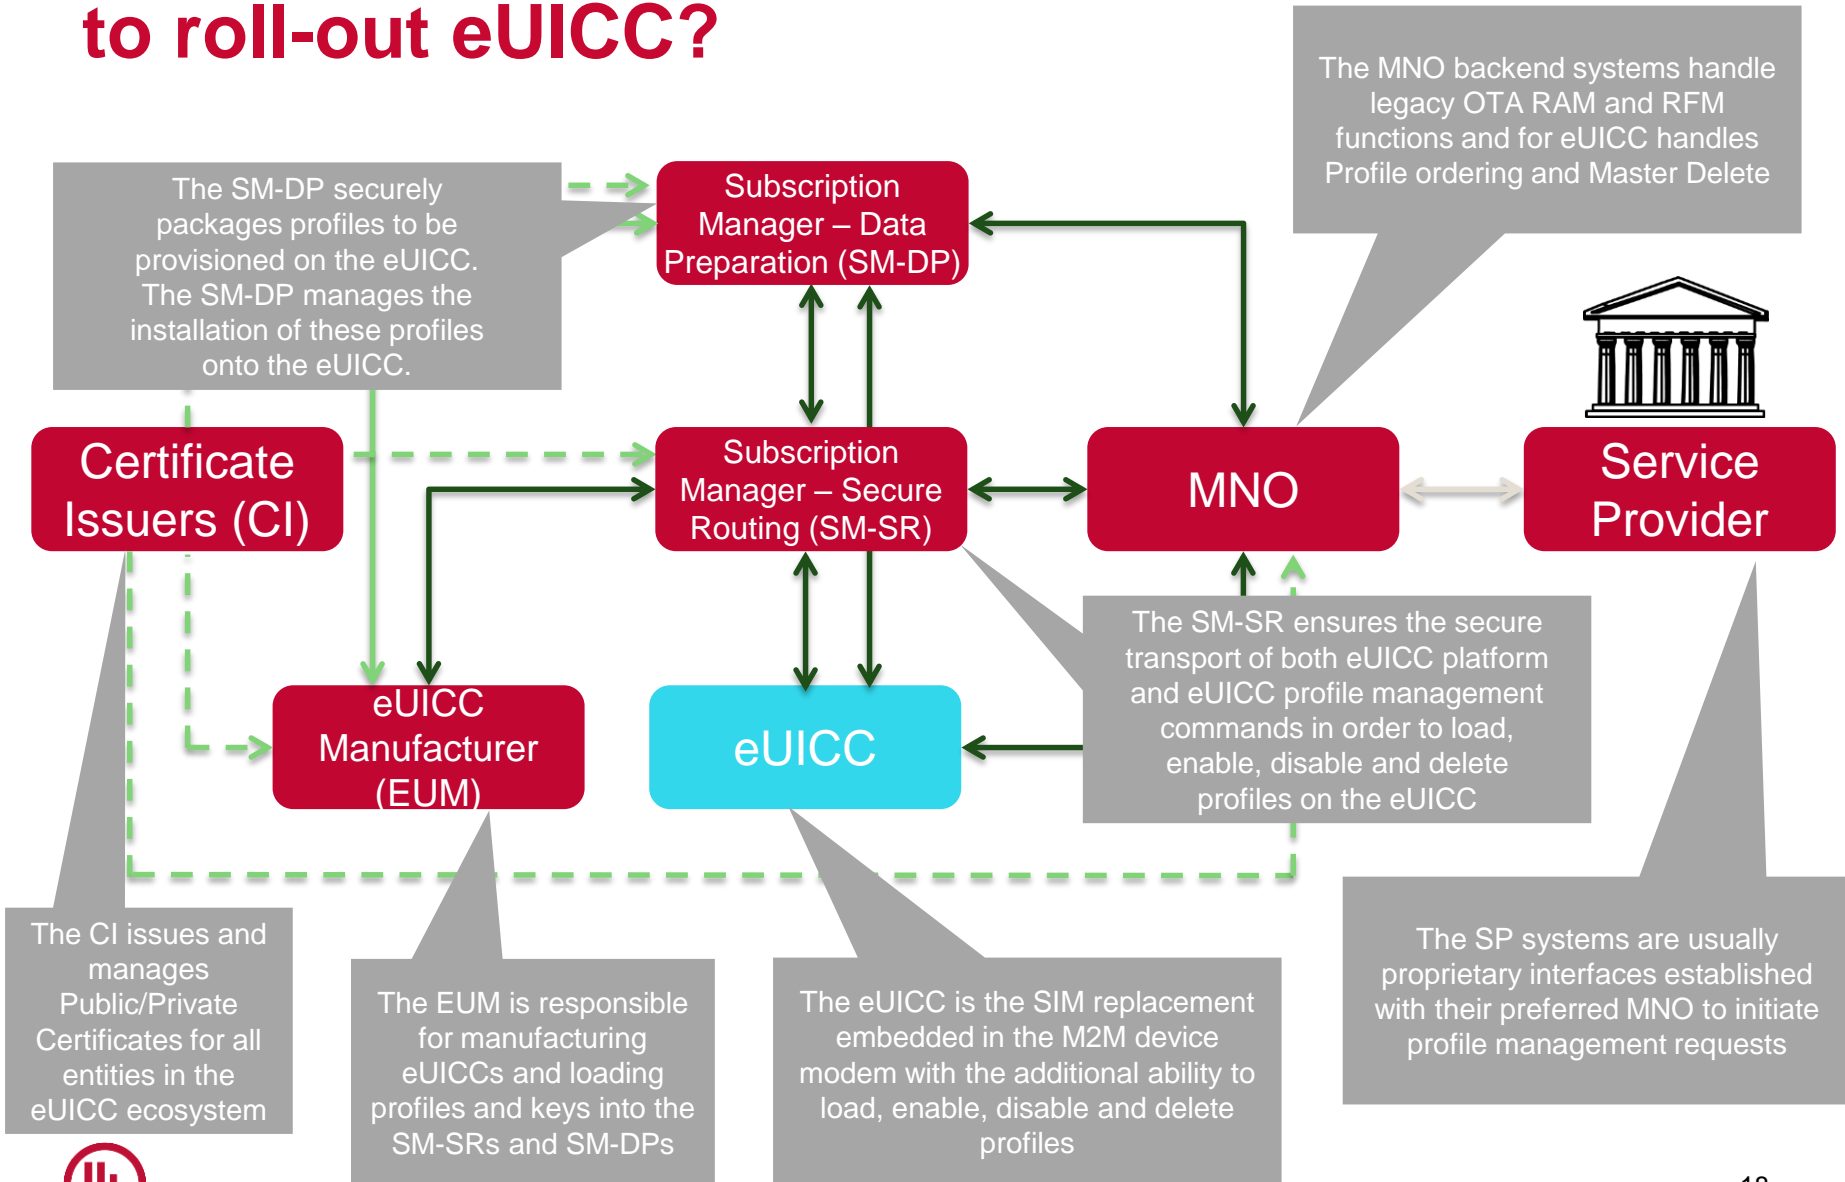 to roll-out eUICC?
The MNO backend systems handle
legacy OTA RAM and RFM
functions and for eUICC handles
Profile ordering and Master Delete
The SM-DP securely
packages profiles to be
provisioned on the eUICC.
The SM-DP manages the
installation of these profiles
onto the eUICC.
Subscription
Manager – Data
Preparation (SM-DP)
Certificate
Issuers (CI)
Subscription
Manager – Secure
Routing (SM-SR)
MNO
Service
Provider
eUICC
Manufacturer
(EUM)
eUICC
The SM-SR ensures the secure
transport of both eUICC platform
and eUICC profile management
commands in order to load,
enable, disable and delete
profiles on the eUICC
The CI issues and
manages
Public/Private
Certificates for all
entities in the
eUICC ecosystem
The EUM is responsible
for manufacturing
eUICCs and loading
profiles and keys into the
SM-SRs and SM-DPs
The eUICC is the SIM replacement
embedded in the M2M device
modem with the additional ability to
load, enable, disable and delete
profiles
The SP systems are usually
proprietary interfaces established
with their preferred MNO to initiate
profile management requests